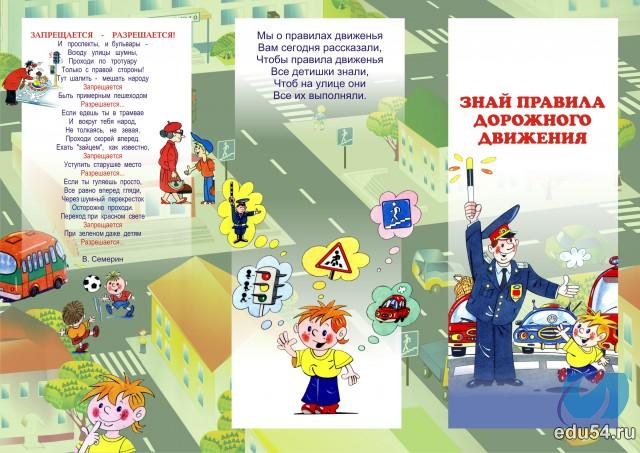 ЗАПРЕЩАЕТСЯ - РАЗРЕШАЕТСЯ!
И проспекты, и бульвары -
Всюду улицы шумны,
Проходи по тротуару
Только с правой стороны!
Тут шалить - мешать народу
Запрещается
Быть примерным пешеходом
Разрешается...
Если едешь ты в трамвае
И вокруг тебя народ,
Не толкаясь, не зевая,
Проходи скорей вперед.
Ехать "зайцем", как известно,
Запрещается
Уступить старушке место
Разрешается...
Если ты гуляешь просто,
Все равно вперед гляди,
Через шумный перекресток
Осторожно проходи.
Переход при красном свете
Запрещается
При зеленом даже детям
Разрешается...
В. Семерин
Мы о правилах движенья
Вам сегодня рассказали,
Чтобы правила движенья
Все детишки знали,
Чтоб на улице они
Все их выполняли.
ЗНАЙ ПРАВИЛА
ДОРОЖНОГО
ДВИЖЕНИЯ
edu54.ru